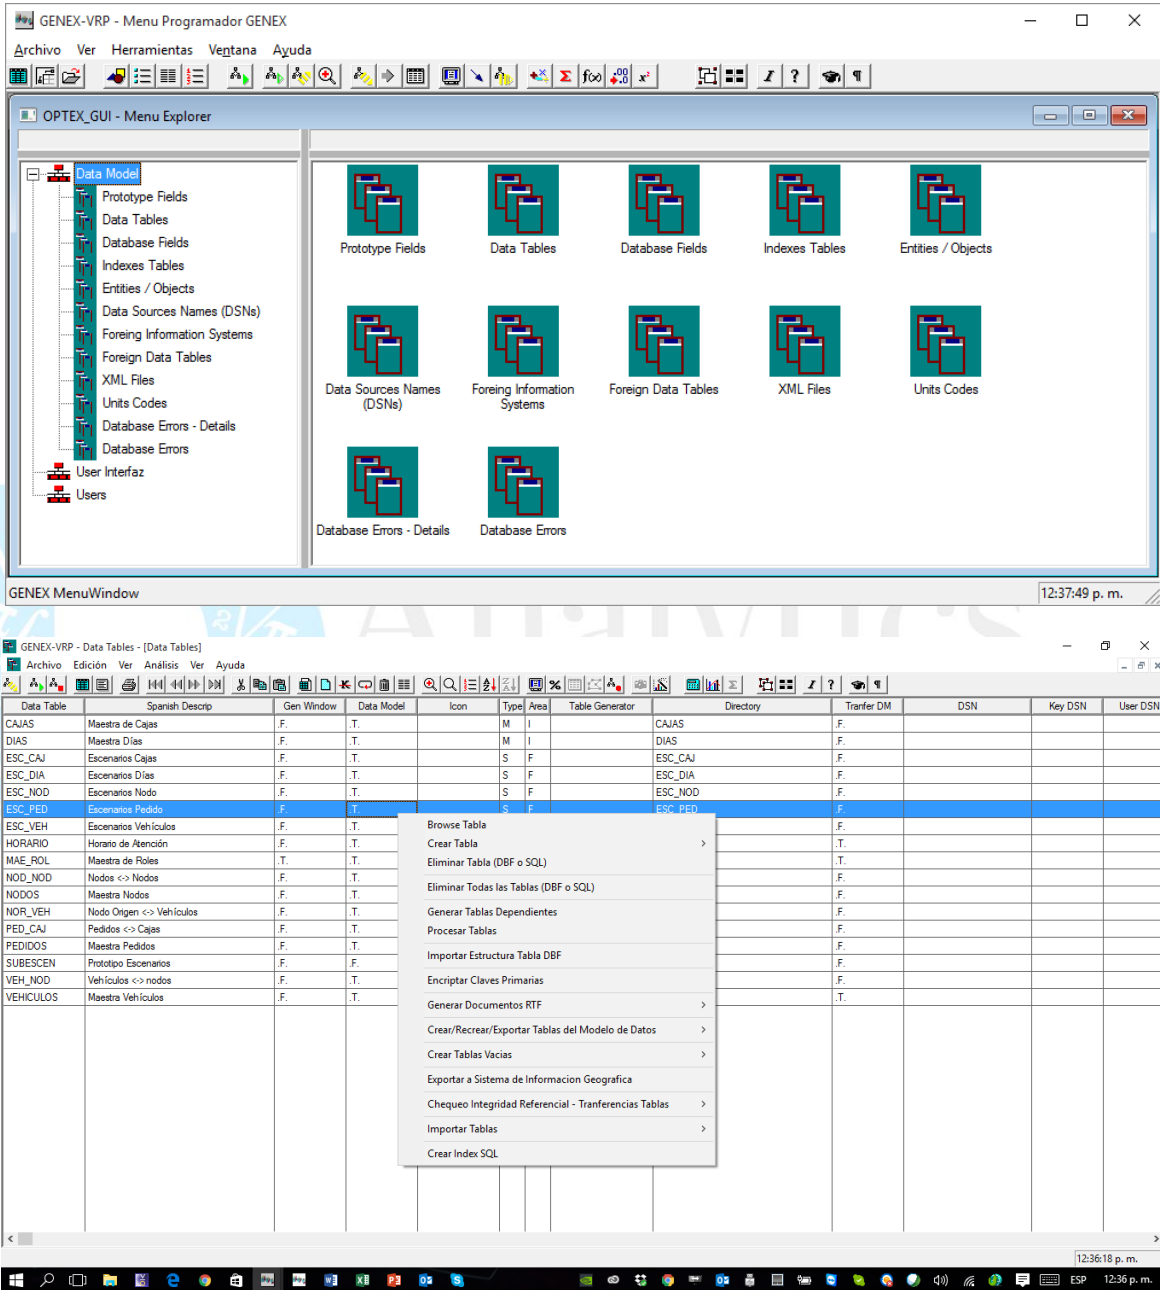 GENEX-VRP - Menu Programador GENEX
Archivo Ver Herramientas Ventana Ayuda
OPTEX_GUI - Menu Explorer
Data Model
Prototype Fields
Data Tables
Database Fields
Indexes Tables
Entities / Objects
Data Sources Names (DSNs)
Foreing Information Systems
Foreign Data Tables
XML Files
Units Codes
Database Errors - Details
Database Errors
User Interfaz
Users
Prototype Fields Data Tables Database Fields Indexes Tables Entities / Objects
Data Sources Names (DSNs) Foreing Information Systems Foreign Data Tables XML Files Units Codes
Database Errors - Details Database Errors
GENEX MenuWindow 12:37:49 p. m.
Analytics
GENEX-VRP - Data Tables - [Data Tables]
Archivo Edición Ver Análisis Ver Ayuda
Data Table Spanish Descrip Gen Window Data Model Icon Type Area Table Generator Directory Tranfer DM DSN Key DSN User DSN
CAJAS Maestra de Cajas .F. .T. M I CAJAS .F.
DIAS Maestra Días .F. .T. M I DIAS .F.
ESC_CAJ Escenarios Cajas .F. .T. S F ESC_CAJ .F.
ESC_DIA Escenarios Días .F. .T. S F ESC_DIA .F.
ESC_NOD Escenarios Nodo .F. .T. S F ESC_NOD .F.
ESC_PED Escenarios Pedido .F. .T. S F ESC_PED .F.
ESC_VEH Escenarios Vehículos .F. .T. .F.
HORARIO Horario de Atención .F. .T. .T.
MAE_ROL Maestra de Roles .T. .T. .T.
NOD_NOD Nodos <-> Nodos .F. .T. .F.
NODOS Maestra Nodos .F. .T. .F.
NOR_VEH Nodo Origen <-> Vehículos .F. .T. .F.
PED_CAJ Pedidos <-> Cajas .F. .T. .F.
PEDIDOS Maestra Pedidos .F. .T. .F.
SUBESCEN Prototipo Escenarios .F. .F. .F.
VEH_NOD Vehículos <-> nodos .F. .T. .F.
VEHICULOS Maestra Vehículos .F. .T. .T.
Browse Tabla
Crear Tabla
Eliminar Tabla (DBF o SQL)
Eliminar Todas las Tablas (DBF o SQL)
Generar Tablas Dependientes
Procesar Tablas
Importar Estructura Tabla DBF
Encriptar Claves Primarias
Generar Documentos RTF
Crear/Recrear/Exportar Tablas del Modelo de Datos
Crear Tablas Vacias
Exportar a Sistema de Informacion Geografica
Chequeo Integridad Referencial - Tranferencias Tablas
Importar Tablas
Crear Index SQL
12:36:18 p. m.
ESP 12:36 p. m.